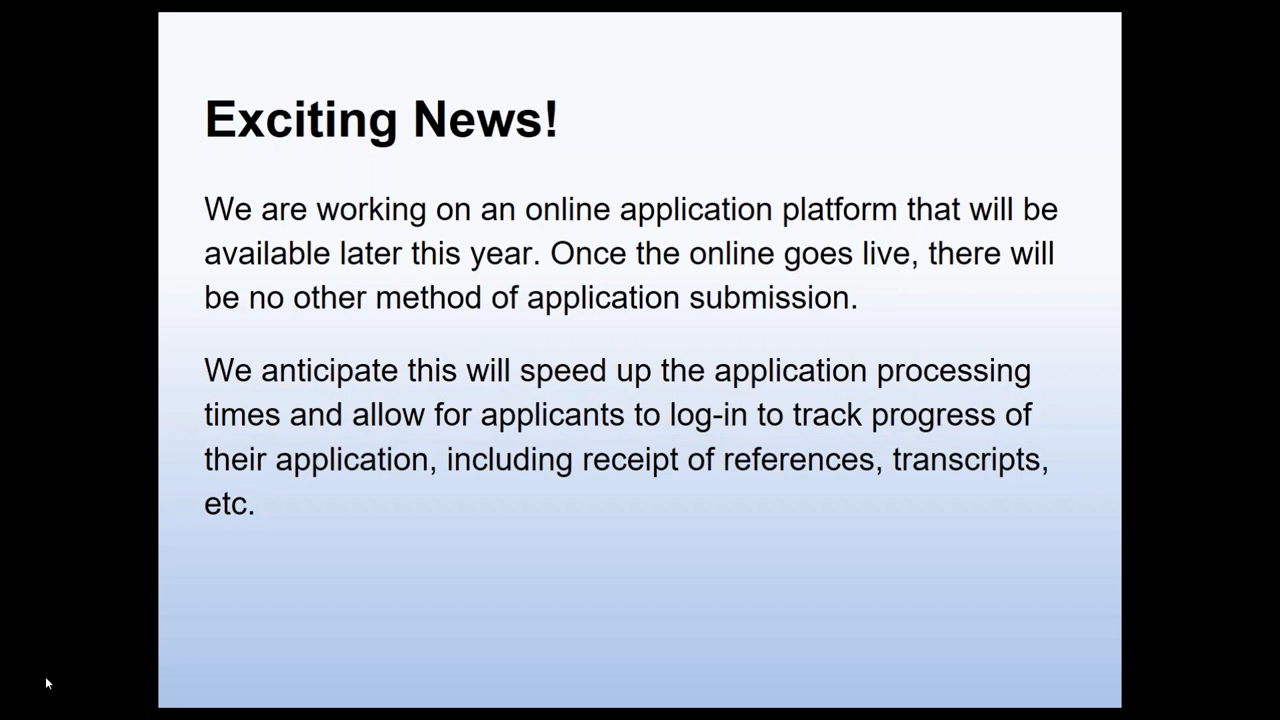 Exciting News!
We are working on an online application platform that will be
available later this year. Once the online goes live, there will
be no other method of application submission.
We anticipate this will speed up the application processing
times and allow for applicants to log-in to track progress of
their application, including receipt of references, transcripts,
etc.